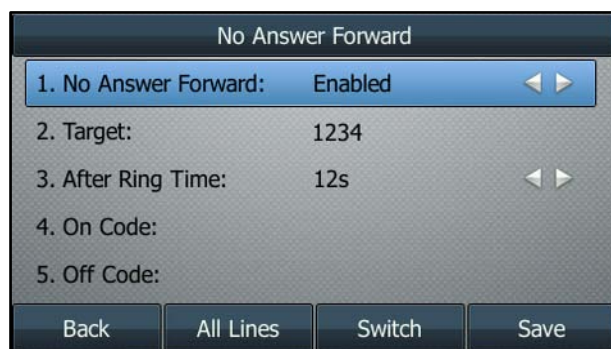 No Answer Forward
1. No Answer Forward: Enabled
2. Target: 1234
3. After Ring Time: 12s
4. On Code:
5. Off Code:
Back All Lines Switch Save